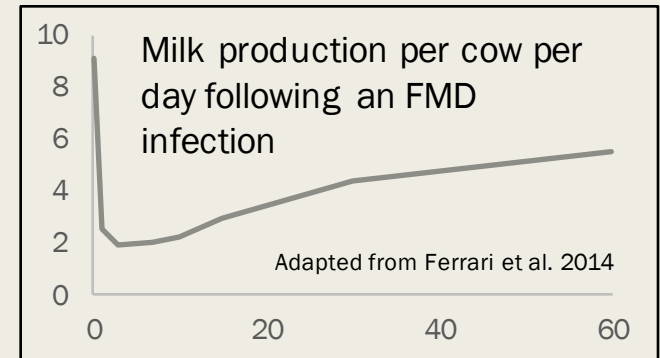 10
Milk production per cow per
8
day following an FMD
6
infection
4
2
Adapted from Ferrari et al. 2014
0
0 20 40 60